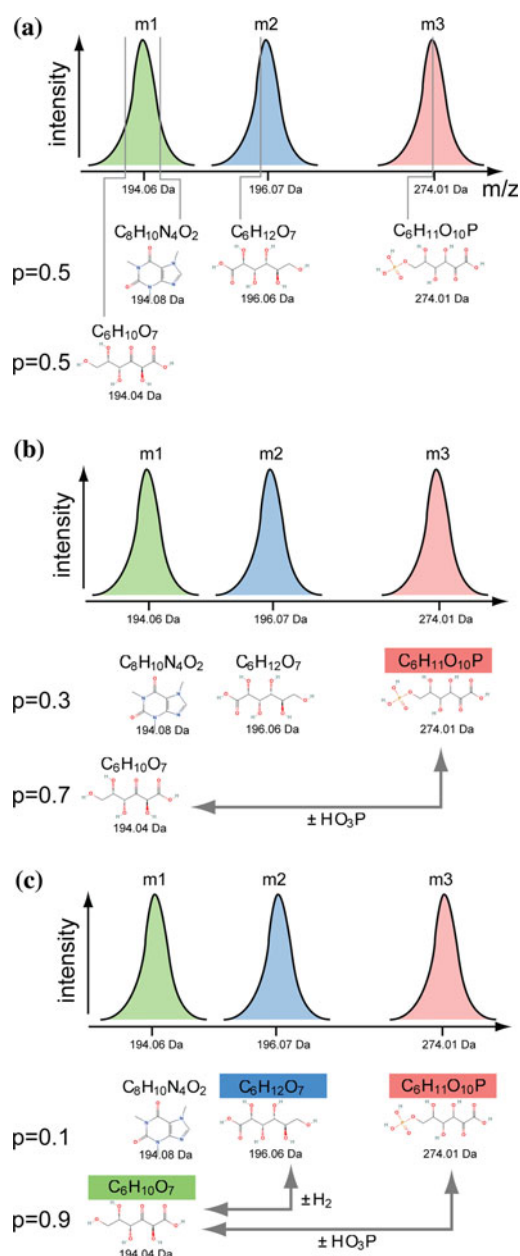 (a)
m1 m2 m3
intensity
194.06 Da 196.07 Da 274.01 Da m/z
C₈H₁₀N₄O₂ C₆H₁₂O₇ C₆H₁₁O₁₀P
p=0.5
194.08 Da 196.06 Da 274.01 Da
C₆H₁₀O₇
p=0.5
194.04 Da
(b)
m1 m2 m3
intensity
194.06 Da 196.07 Da 274.01 Da
C₈H₁₀N₄O₂ C₆H₁₂O₇ C₆H₁₁O₁₀P
p=0.3
194.08 Da 196.06 Da 274.01 Da
C₆H₁₀O₇
p=0.7
194.04 Da
± HO₃P
(c)
m1 m2 m3
intensity
194.06 Da 196.07 Da 274.01 Da
C₈H₁₀N₄O₂ C₆H₁₂O₇ C₆H₁₁O₁₀P
p=0.1
194.08 Da 196.06 Da 274.01 Da
C₆H₁₀O₇
±H₂
p=0.9
± HO₃P
194.04 Da